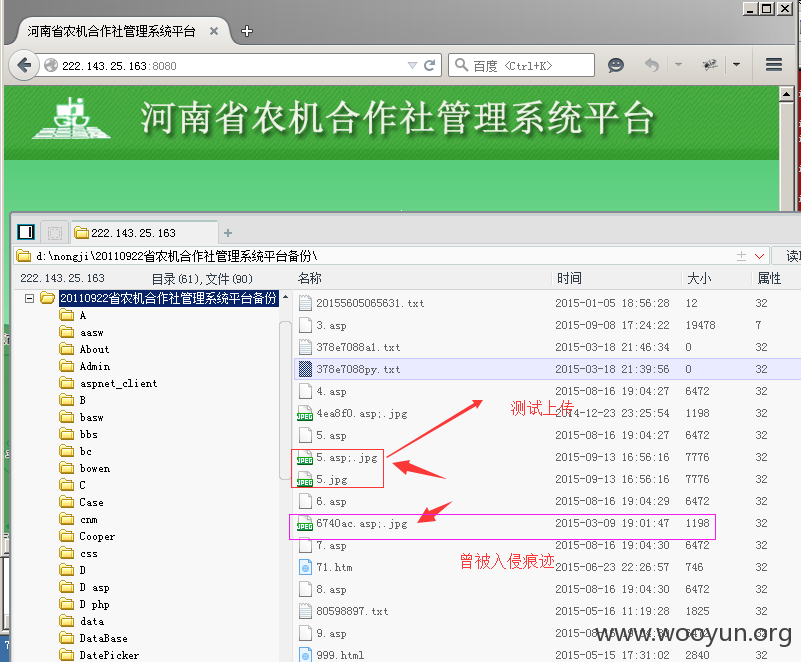 河南省农机合作社管理系统平台
222.143.25.163:8080
百度 <Ctrl+K>
河南省农机合作社管理系统平台
222.143.25.163
d:\nongji\20110922省农机合作社管理系统平台备份\
222.143.25.163 目录(61),文件(90) 名称 时间 大小 属性
20110922省农机合作社管理系统平台备份 20155605065631.txt 2015-01-05 18:56:28 12 32
A 3.asp 2015-09-08 17:24:22 19478 7
aasw 378e7088a1.txt 2015-03-18 21:46:34 0 32
About 378e7088py.txt 2015-03-18 21:39:56 0 32
Admin 4.asp 2015-08-16 19:04:27 6472 32
aspnet_client 4ea8f0.asp;.jpg 2014-12-23 23:25:54 1198 32
测试上传
B 5.asp 2015-08-16 19:04:27 6472 32
basw 5.asp;.jpg 2015-09-13 16:56:16 7776 32
bbs 5.jpg 2015-09-13 16:56:16 7776 32
bc 6.asp 2015-08-16 19:04:29 6472 32
bowen 6740ac.asp;.jpg 2015-03-09 19:01:47 1198 32
C 7.asp 2015-08-16 19:04:30 6472 32
曾被入侵痕迹
Case 71.htm 2015-06-23 22:26:57 746 32
cnm 8.asp 2015-08-16 19:04:30 6472 32
Cooper 80598897.txt 2015-05-16 11:19:28 1825 32
css 9.asp 2015-08-16
D 999.html 2015-05-15 17:31:02 2840 32
D asp
D php
data
DataBase
DatePicker
www.wooyun.org